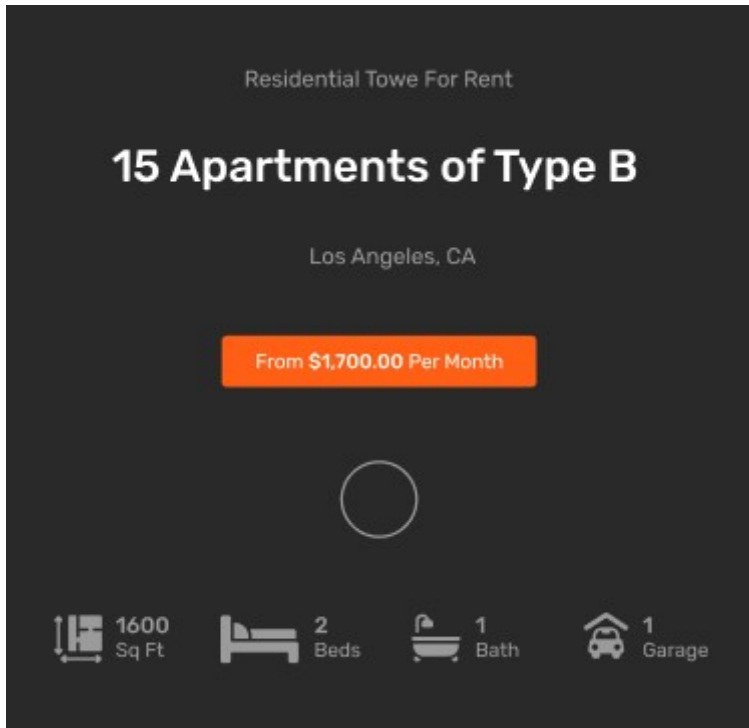 Residential Towe For Rent
15 Apartments of Type B
Los Angeles, CA
From $1,700.00 Per Month
1600
Sq Ft
2
Beds
1
Bath
1
Garage